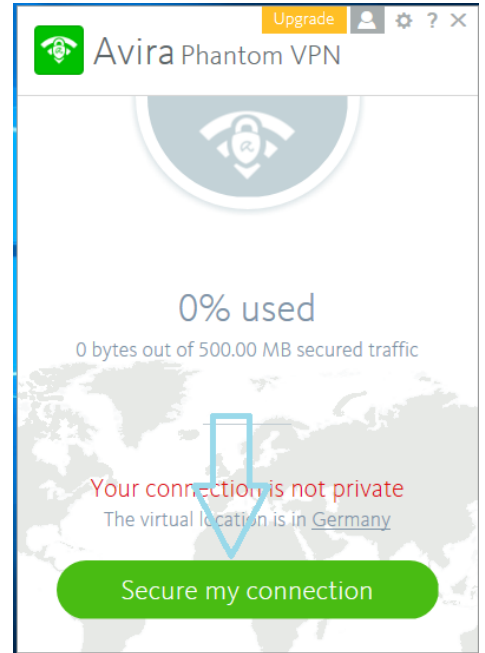 Upgrade ?
Avira Phantom VPN
0% used
0 bytes out of 500.00 MB secured traffic
Your connection is not private
The virtual location is in Germany
Secure my connection